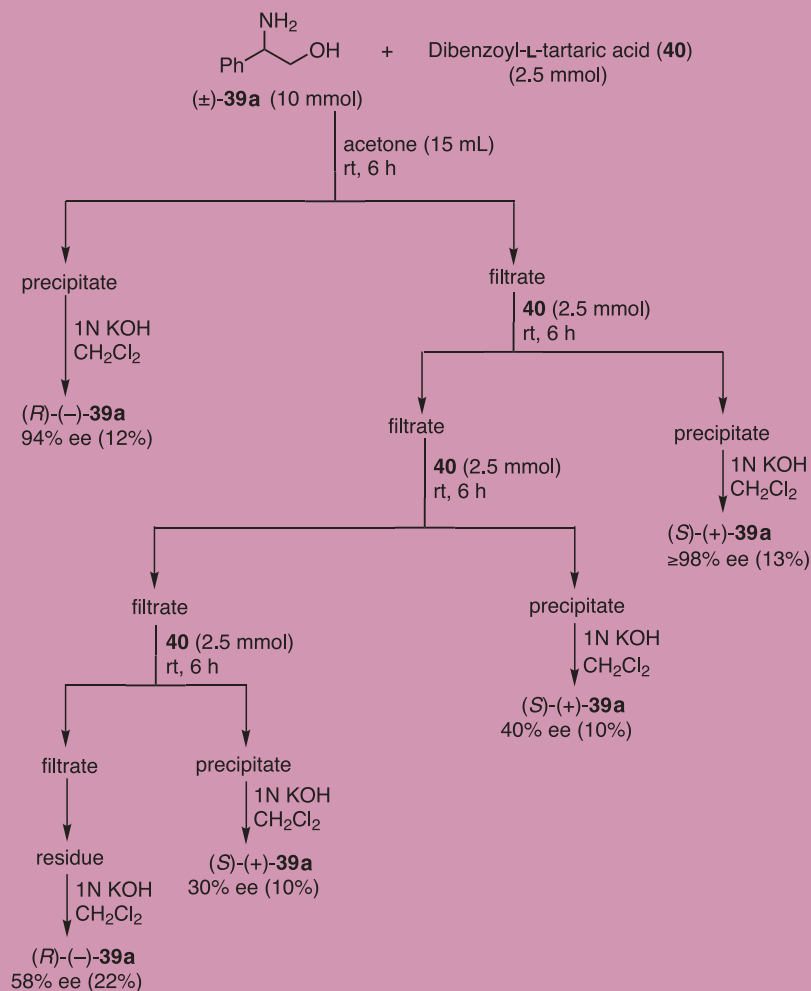 NH2
Ph
OH
+
Dibenzoyl-L-tartaric acid (40)
(2.5 mmol)
(±)-39a (10 mmol)
acetone (15 mL)
rt, 6 h
precipitate
filtrate
1N KOH
CH2Cl2
40 (2.5 mmol)
rt, 6 h
(R)-(–)-39a
94% ee (12%)
filtrate
precipitate
40 (2.5 mmol)
rt, 6 h
1N KOH
CH2Cl2
(S)-(+)-39a
≥98% ee (13%)
filtrate
precipitate
40 (2.5 mmol)
rt, 6 h
1N KOH
CH2Cl2
(S)-(+)-39a
40% ee (10%)
filtrate
precipitate
1N KOH
CH2Cl2
residue
(S)-(+)-39a
30% ee (10%)
1N KOH
CH2Cl2
(R)-(–)-39a
58% ee (22%)